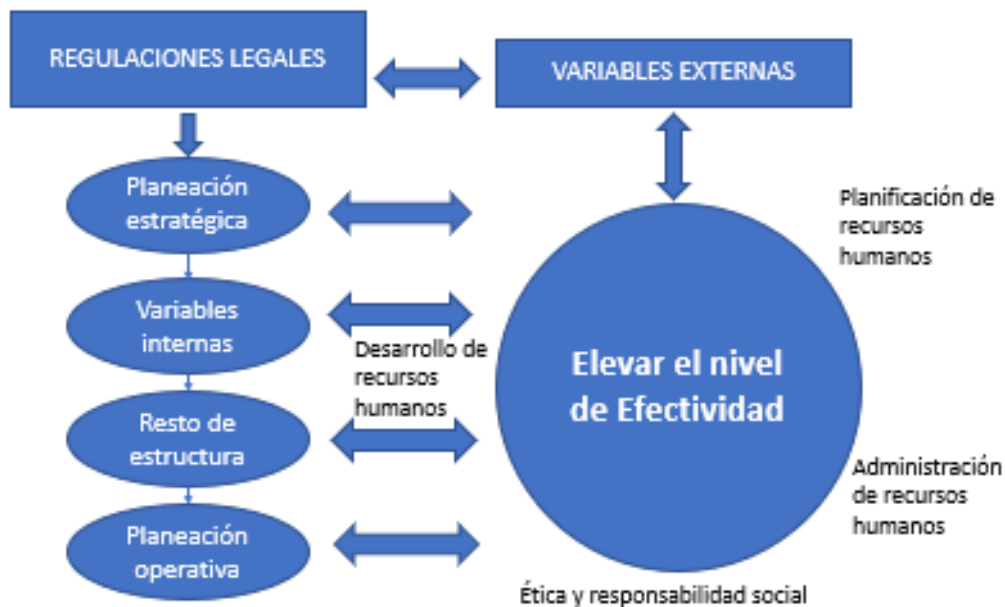 REGULACIONES LEGALES
VARIABLES EXTERNAS
Planeación
estratégica
Planificación de
recursos
humanos
Variables
internas
Desarrollo de
recursos
humanos
Elevar el nivel
de Efectividad
Resto de
estructura
Administración
de recursos
humanos
Planeación
operativa
Ética y responsabilidad social